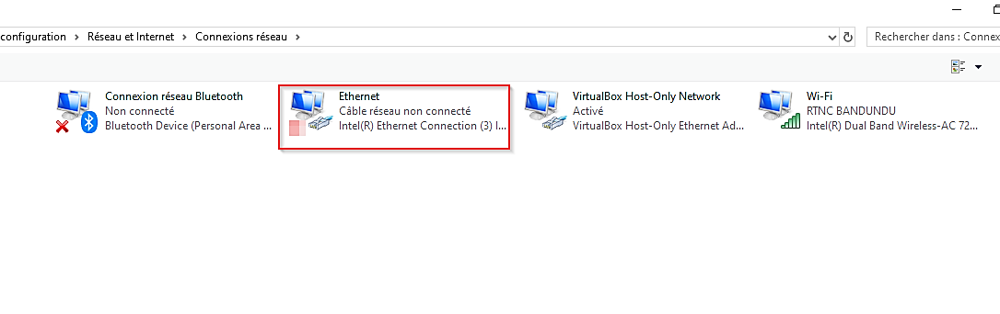 configuration > Réseau et Internet > Connexions réseau >
Rechercher dans : Connex
Connexion réseau Bluetooth
Non connecté
Bluetooth Device (Personal Area ...
Ethernet
Câble réseau non connecté
Intel(R) Ethernet Connection (3) I...
VirtualBox Host-Only Network
Activé
VirtualBox Host-Only Ethernet Ad...
Wi-Fi
RTNC BANDUNDU
Intel(R) Dual Band Wireless-AC 72...